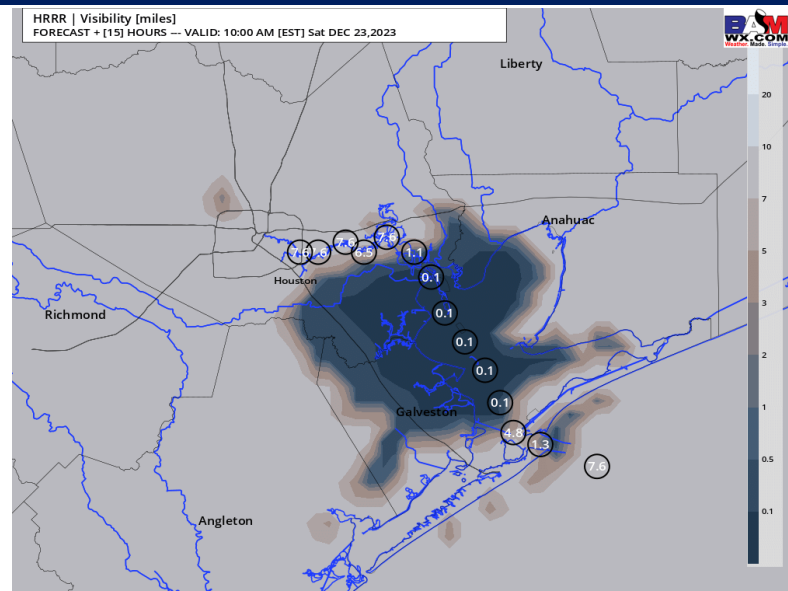 HRRR | Visibility [miles]
FORECAST + [15] HOURS --- VALID: 10:00 AM [EST] Sat DEC 23,2023
BAM
WX.COM
Weather. Made. Simple.
Liberty
20
10
7
Anahuac
7.6
6.5
1.1
5
0.1
Houston
Richmond
0.1
3
0.1
2
0.1
1
0.1
Galveston
4.8
1.3
0.5
7.6
0.1
Angleton